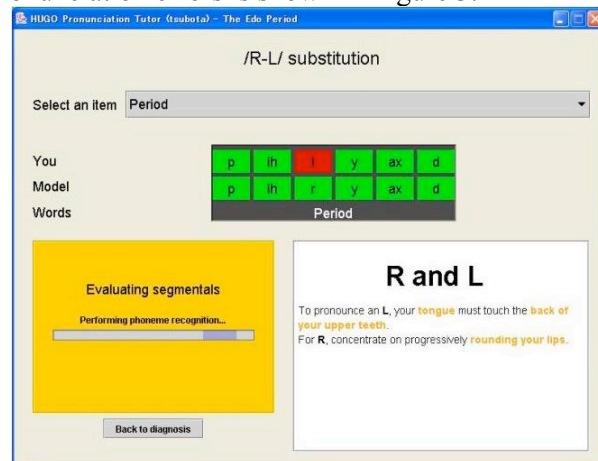 HUGO Pronunciation Tutor (tsubota) - The Edo Period
/R-L/ substitution
Select an item Period
You p ih l y ax d
Model p ih r y ax d
Words Period
Evaluating segmentals
Performing phoneme recognition...
Back to diagnosis
R and L
To pronounce an L, your tongue must touch the back of
your upper teeth.
For R, concentrate on progressively rounding your lips.